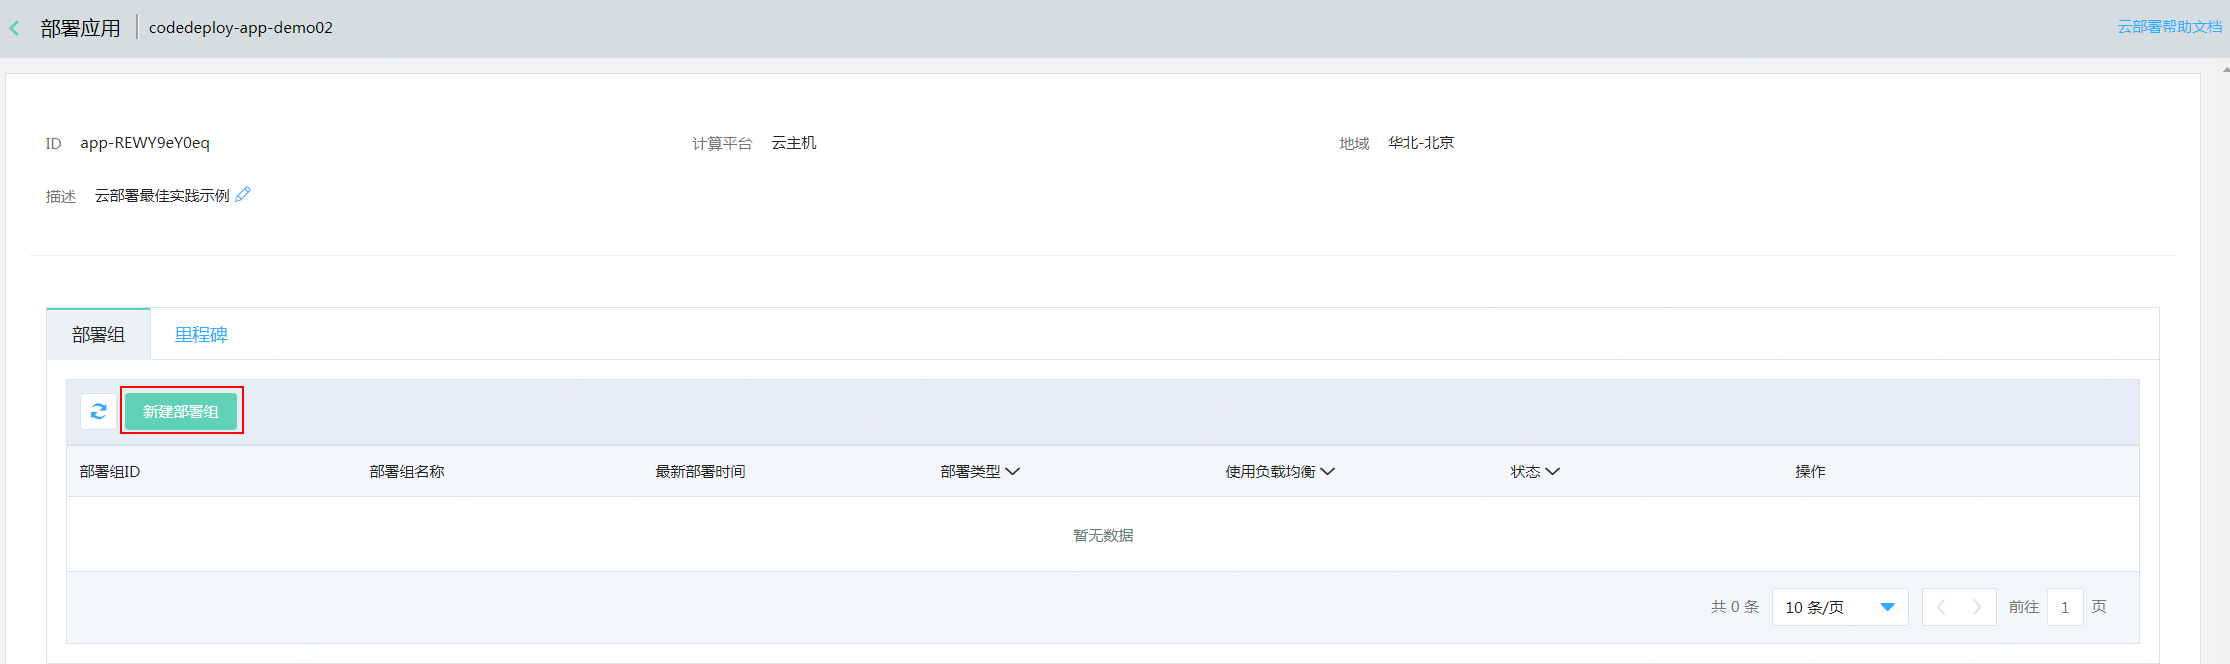 部署应用 codedeploy-app-demo02 云部署帮助文档
ID app-REWY9eY0eq 计算平台 云主机 地域 华北-北京
描述 云部署最佳实践示例
部署组 里程碑
新建部署组
部署组ID 部署组名称 最新部署时间 部署类型 使用负载均衡 状态 操作
暂无数据
共 0 条 10 条/页 前往 1 页